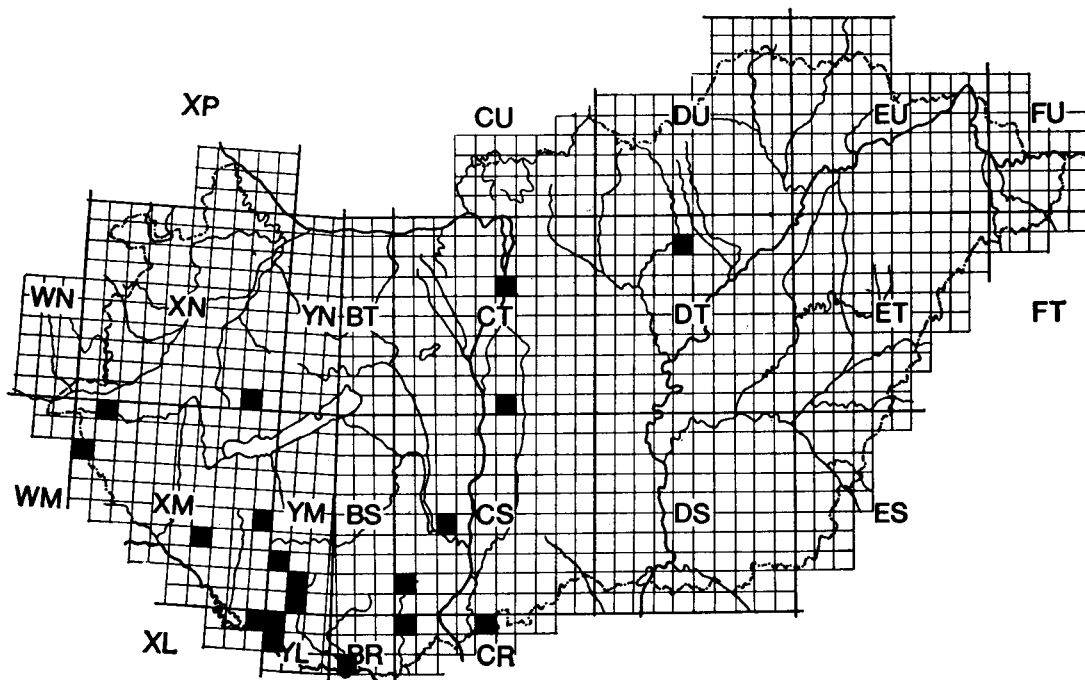 XP CU DU EU FU
WN XN YN BT CT DT ET FT
WM XM YM BS CS DS ES
XL YL BR CR